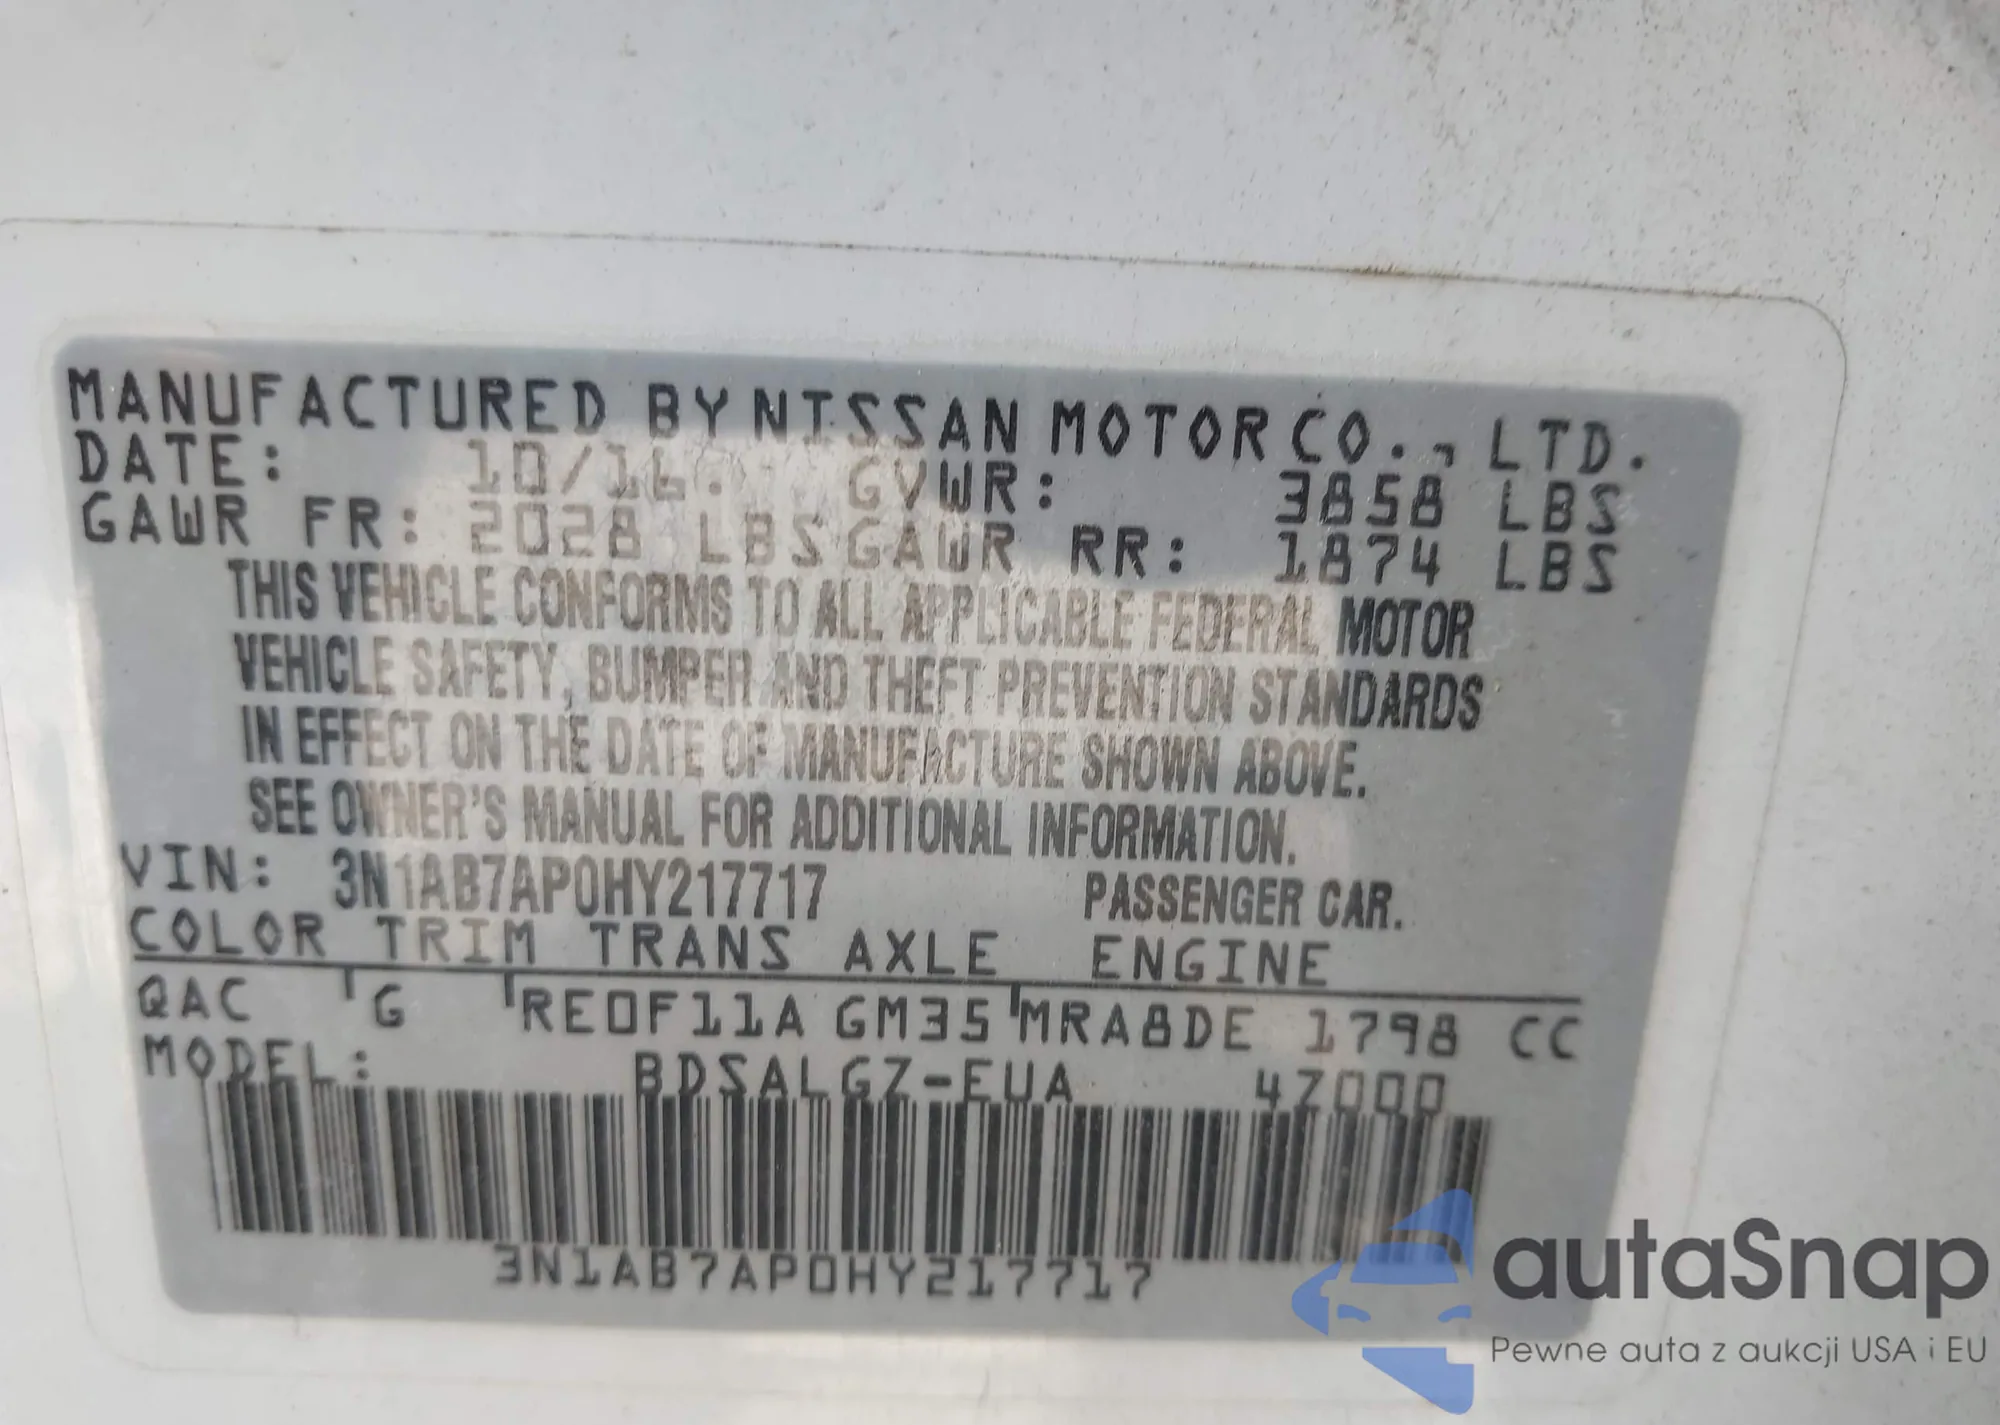 MANUFACTURED BY NISSAN MOTOR CO., LTD.
DATE: 10/16. GVWR: 3858 LBS
GAWR FR: 2028 LBS GAWR RR: 1874 LBS
THIS VEHICLE CONFORMS TO ALL APPLICABLE FEDERAL MOTOR
VEHICLE SAFETY, BUMPER AND THEFT PREVENTION STANDARDS
IN EFFECT ON THE DATE OF MANUFACTURE SHOWN ABOVE.
SEE OWNER'S MANUAL FOR ADDITIONAL INFORMATION.
VIN: 3N1AB7AP0HY217717 PASSENGER CAR.
COLOR TRIM TRANS AXLE ENGINE
QAC G RE0F11A GM35 MRA8DE 1798 CC
MODEL: BDSALGZ-EUA 4Z000
3N1AB7AP0HY217717
autaSnap
Pewne auta z aukcji USA i EU